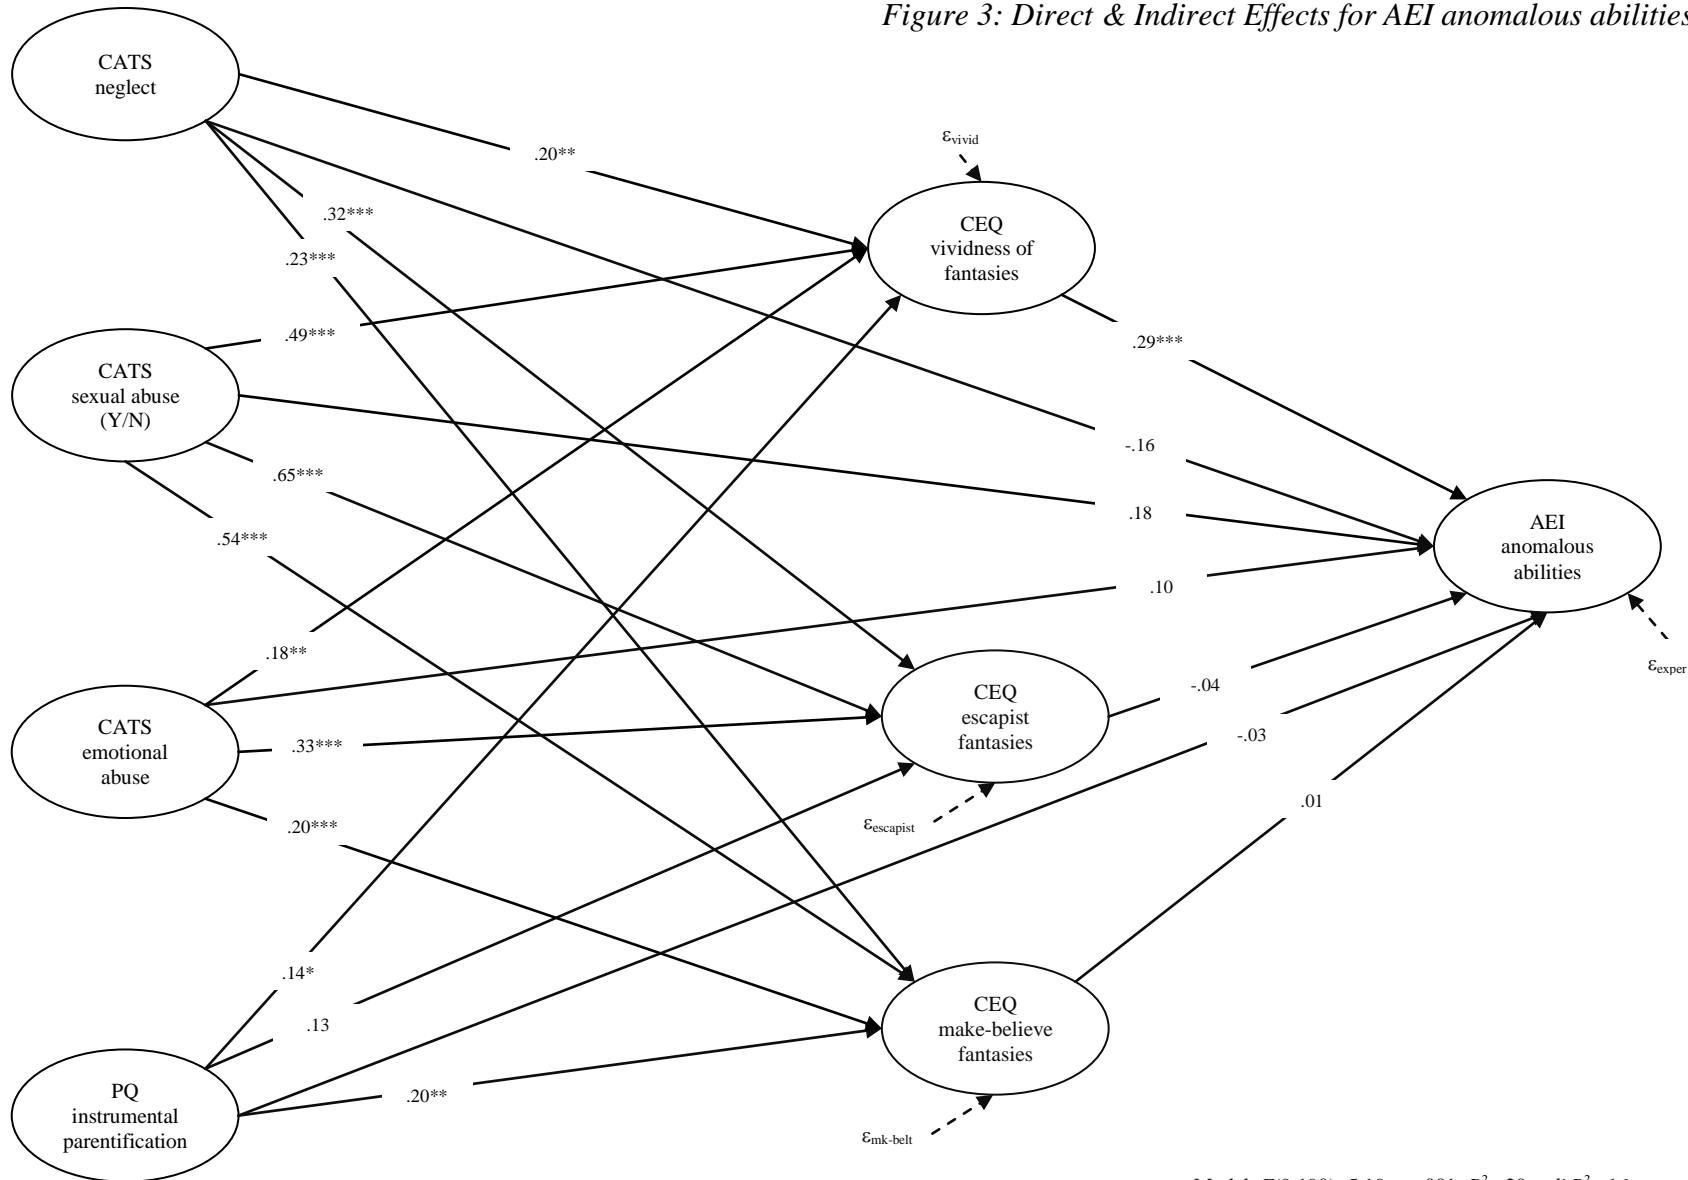 Figure 3: Direct & Indirect Effects for AEI anomalous abilities
CATS
neglect
εvivid
.20**
.32***
CEQ
vividness of
fantasies
.23***
.49***
.29***
CATS
sexual abuse
(Y/N)
-.16
.65***
.18
.54***
AEI
anomalous
abilities
.10
.18**
εexper
CEQ
escapist
fantasies
-.04
CATS
emotional
abuse
.33***
-.03
.01
.20***
εescapist
.14*
.13
CEQ
make-believe
fantasies
.20**
PQ
instrumental
parentification
εmk-belt